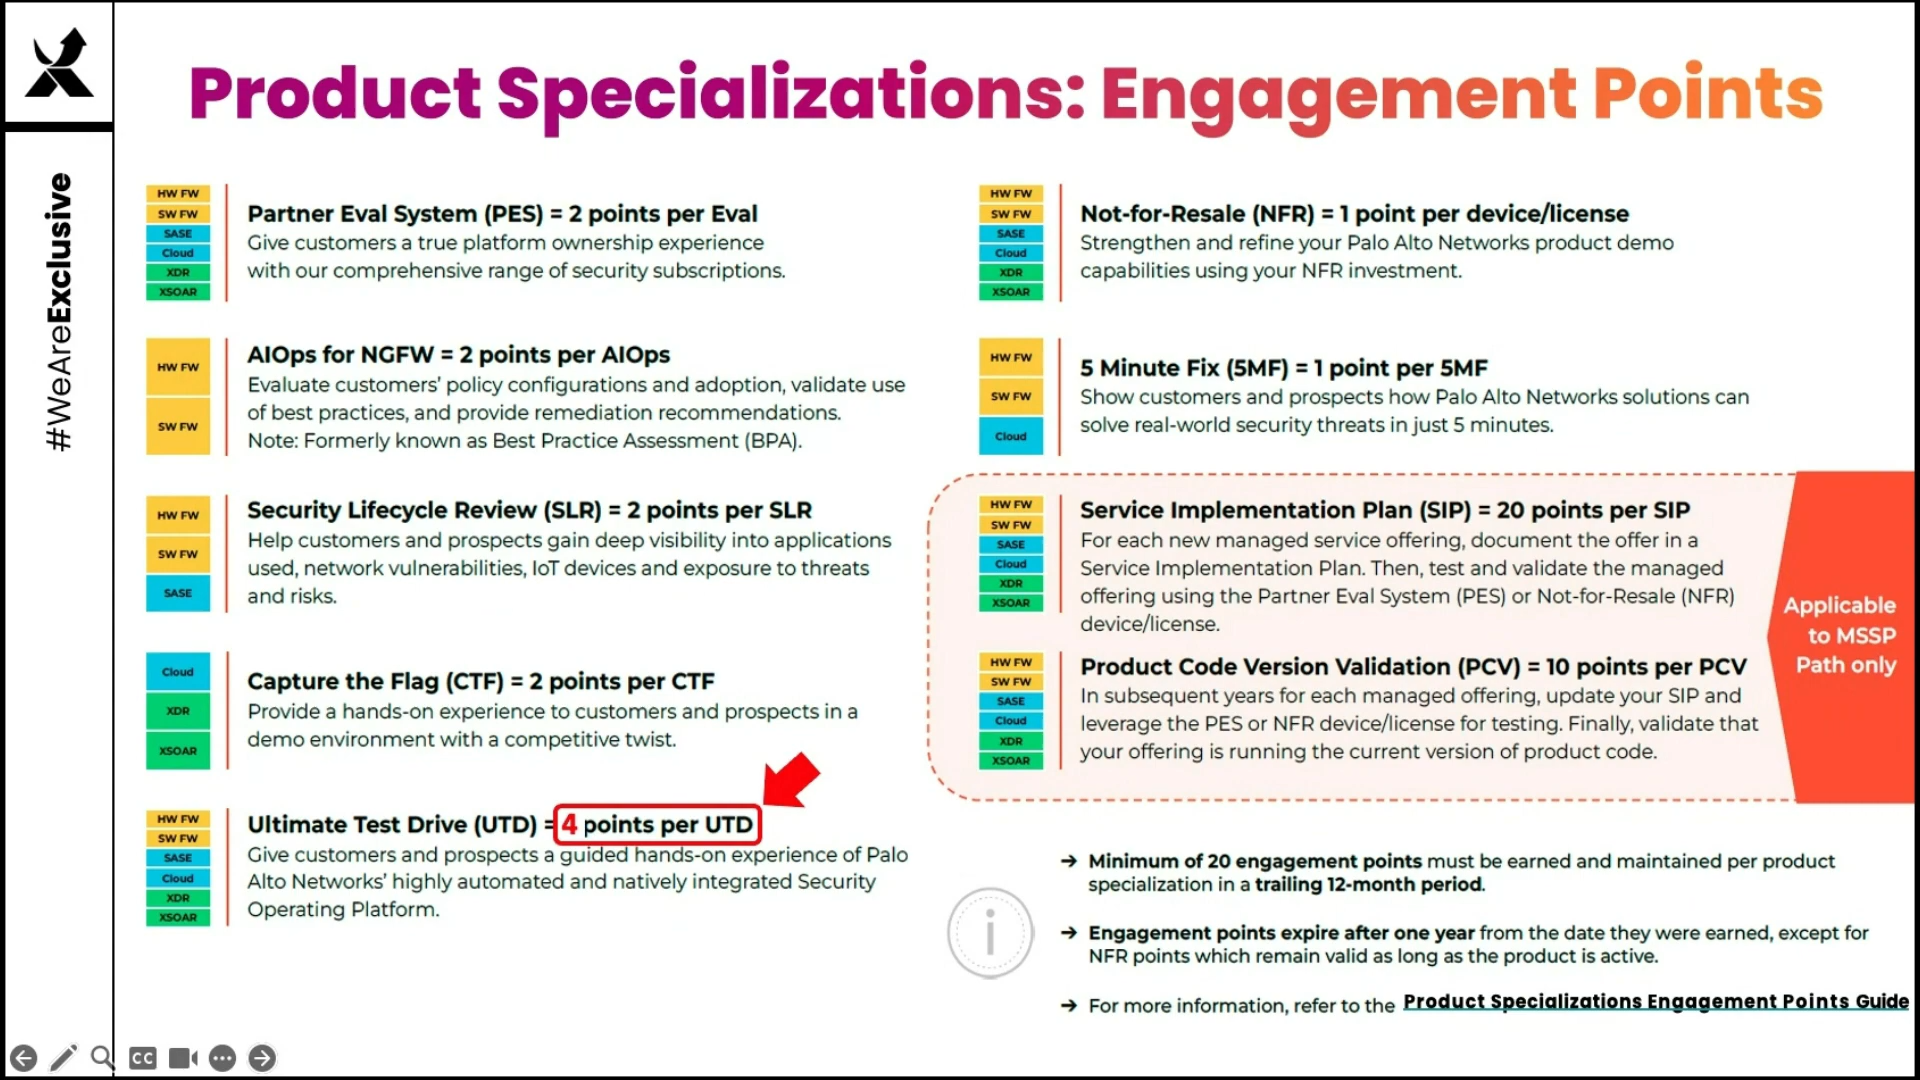 Product Specializations: Engagement Points
#WeAreExclusive
HW FW
SW FW
SASE
Cloud
XDR
XSOAR
Partner Eval System (PES) = 2 points per Eval
Give customers a true platform ownership experience
with our comprehensive range of security subscriptions.
HW FW
SW FW
AIOps for NGFW = 2 points per AIOps
Evaluate customers' policy configurations and adoption, validate use
of best practices, and provide remediation recommendations.
Note: Formerly known as Best Practice Assessment (BPA).
HW FW
SW FW
SASE
Security Lifecycle Review (SLR) = 2 points per SLR
Help customers and prospects gain deep visibility into applications
used, network vulnerabilities, IoT devices and exposure to threats
and risks.
Cloud
XDR
XSOAR
Capture the Flag (CTF) = 2 points per CTF
Provide a hands-on experience to customers and prospects in a
demo environment with a competitive twist.
HW FW
SW FW
SASE
Cloud
XDR
XSOAR
Ultimate Test Drive (UTD) = 4 points per UTD
Give customers and prospects a guided hands-on experience of Palo
Alto Networks' highly automated and natively integrated Security
Operating Platform.
HW FW
SW FW
SASE
Cloud
XDR
XSOAR
Not-for-Resale (NFR) = 1 point per device/license
Strengthen and refine your Palo Alto Networks product demo
capabilities using your NFR investment.
HW FW
SW FW
Cloud
5 Minute Fix (5MF) = 1 point per 5MF
Show customers and prospects how Palo Alto Networks solutions can
solve real-world security threats in just 5 minutes.
HW FW
SW FW
SASE
Cloud
XDR
XSOAR
Service Implementation Plan (SIP) = 20 points per SIP
For each new managed service offering, document the offer in a
Service Implementation Plan. Then, test and validate the managed
offering using the Partner Eval System (PES) or Not-for-Resale (NFR)
device/license.
HW FW
SW FW
SASE
Cloud
XDR
XSOAR
Product Code Version Validation (PCV) = 10 points per PCV
In subsequent years for each managed offering, update your SIP and
leverage the PES or NFR device/license for testing. Finally, validate that
your offering is running the current version of product code.
Applicable
to MSSP
Path only
→ Minimum of 20 engagement points must be earned and maintained per product
specialization in a trailing 12-month period.
→ Engagement points expire after one year from the date they were earned, except for
NFR points which remain valid as long as the product is active.
→ For more information, refer to the Product Specializations Engagement Points Guide
CC